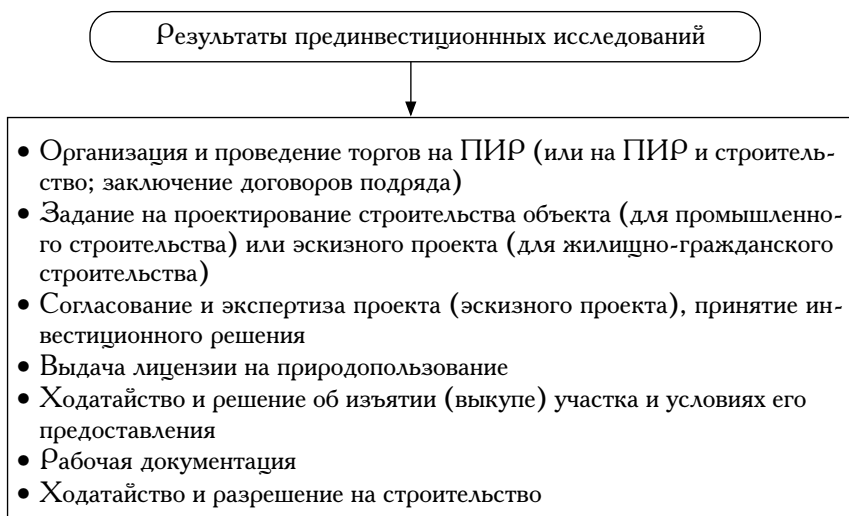 Результаты прединвестиционнных исследований
• Организация и проведение торгов на ПИР (или на ПИР и строитель-
ство; заключение договоров подряда)
• Задание на проектирование строительства объекта (для промышленно-
го строительства) или эскизного проекта (для жилищно-гражданского
строительства)
• Согласование и экспертиза проекта (эскизного проекта), принятие ин-
вестиционного решения
• Выдача лицензии на природопользование
• Ходатайство и решение об изъятии (выкупе) участка и условиях его
предоставления
• Рабочая документация
• Ходатайство и разрешение на строительство